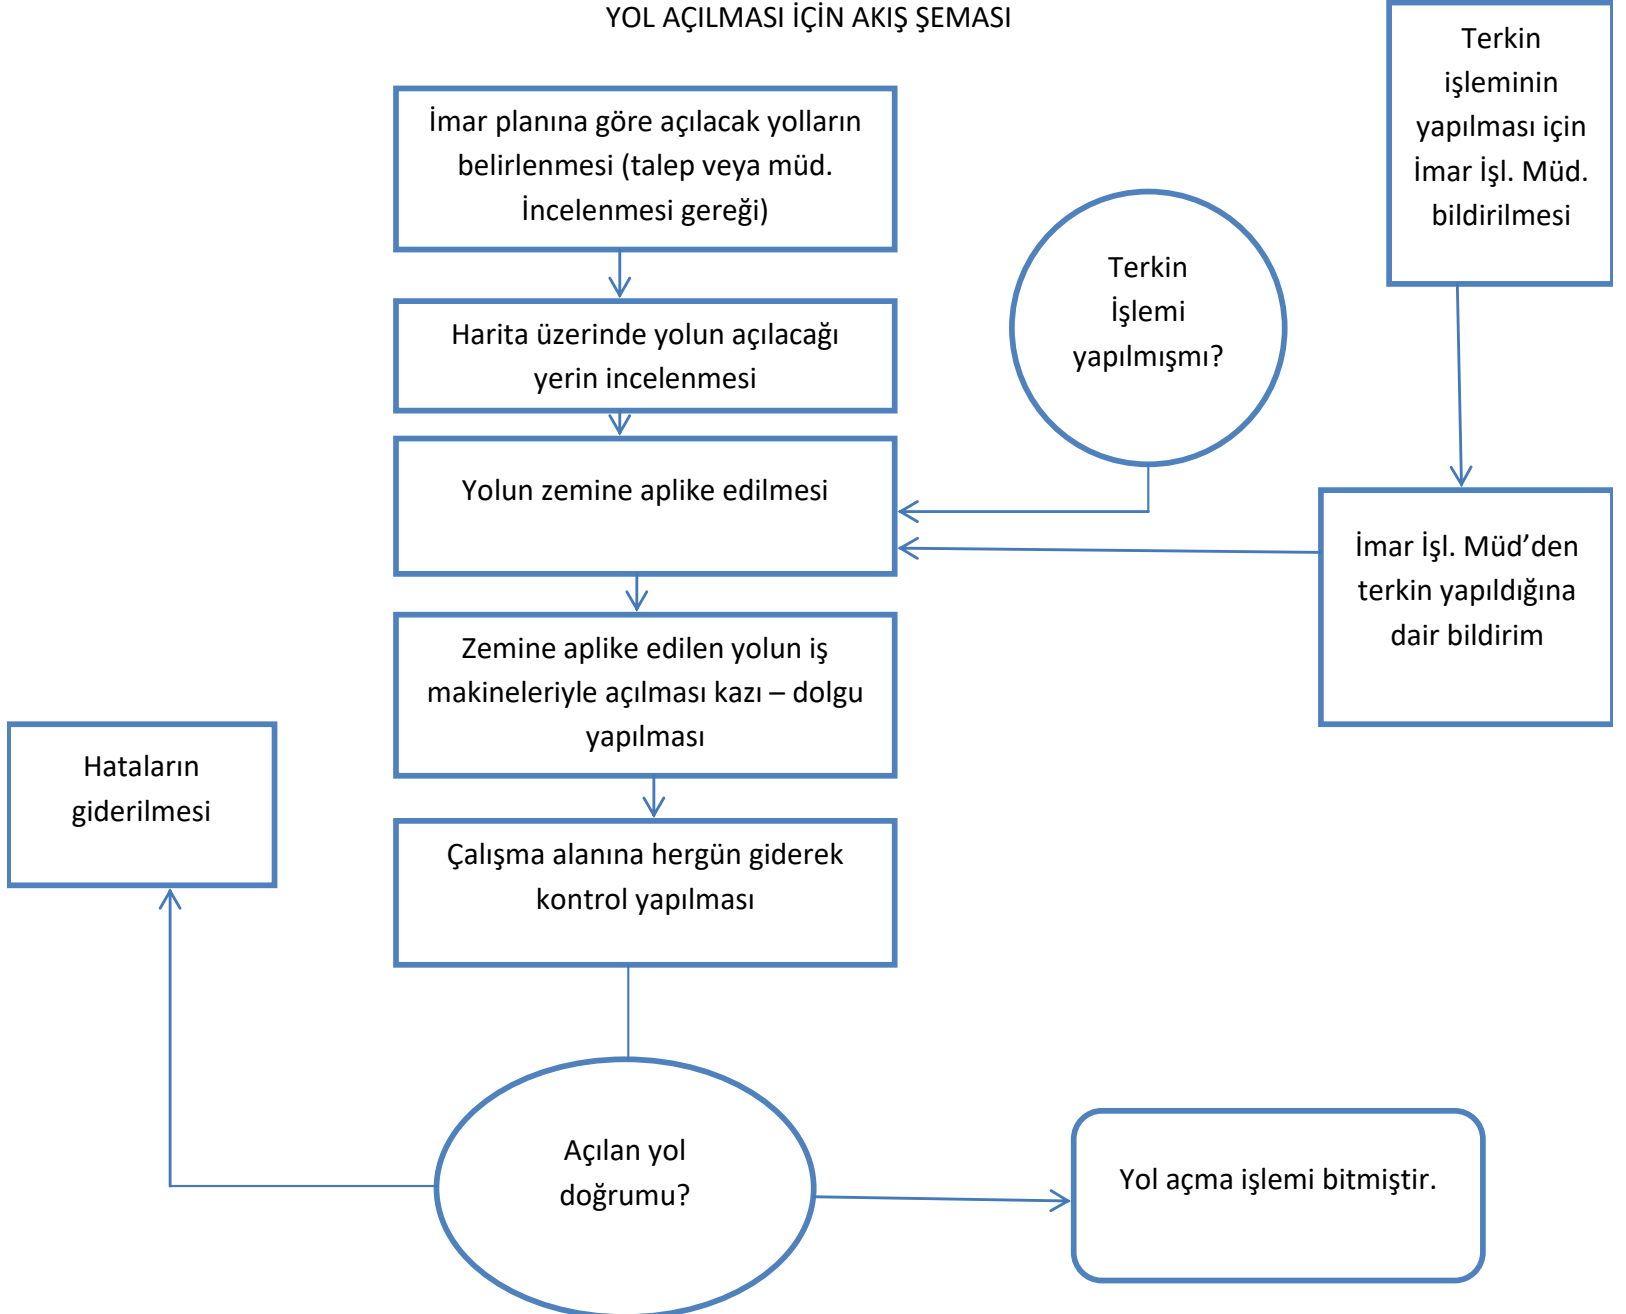 YOL AÇILMASI İÇİN AKIŞ ŞEMASI
İmar planına göre açılacak yolların
belirlenmesi (talep veya müd.
İncelenmesi gereği)
Harita üzerinde yolun açılacağı
yerin incelenmesi
Yolun zemine aplike edilmesi
Zemine aplike edilen yolun iş
makineleriyle açılması kazı – dolgu
yapılması
Çalışma alanına hergün giderek
kontrol yapılması
Terkin
İşlemi
yapılmışmı?
Terkin
işleminin
yapılması için
İmar İşl. Müd.
bildirilmesi
İmar İşl. Müd’den
terkin yapıldığına
dair bildirim
Hataların
giderilmesi
Açılan yol
doğrumu?
Yol açma işlemi bitmiştir.